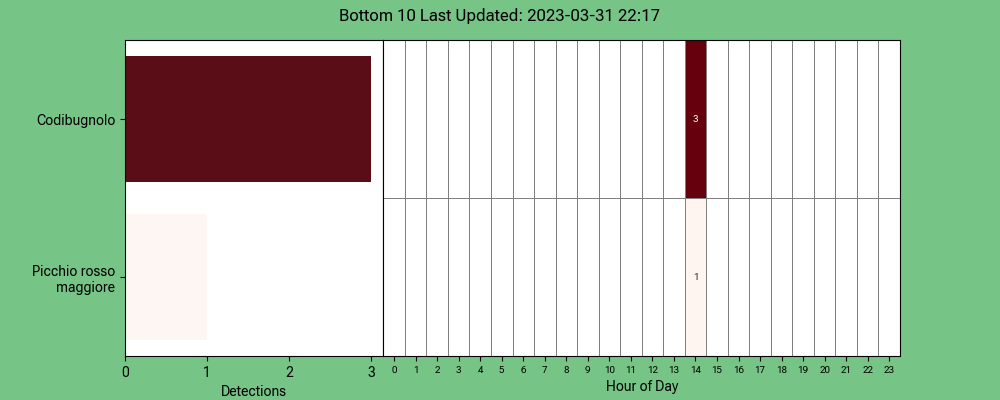 Bottom 10 Last Updated: 2023-03-31 22:17
Codibugnolo
3
Picchio rosso
maggiore
1
0 1 2 3
0 1 2 3 4 5 6 7 8 9 10 11 12 13 14 15 16 17 18 19 20 21 22 23
Detections
Hour of Day